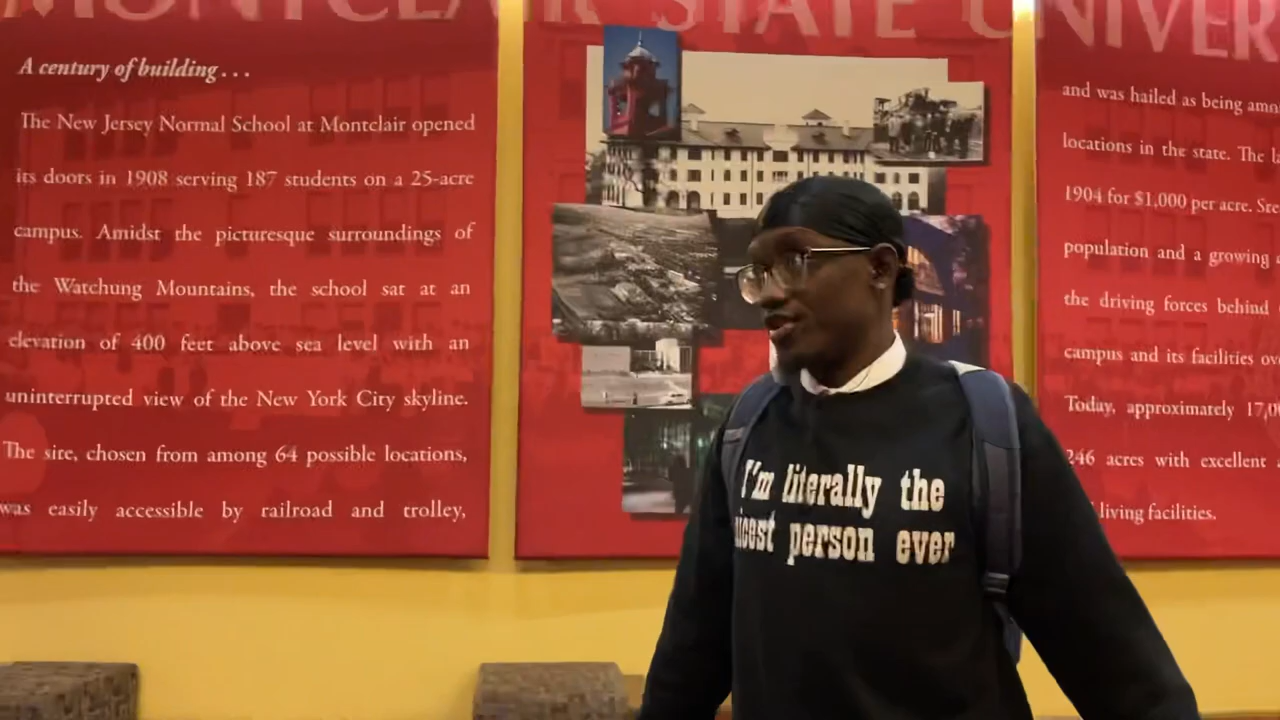 MONTCLAIR STATE UNIVER
A century of building . . .
The New Jersey Normal School at Montclair opened
its doors in 1908 serving 187 students on a 25-acre
campus. Amidst the picturesque surroundings of
the Watchung Mountains, the school sat at an
elevation of 400 feet above sea level with an
uninterrupted view of the New York City skyline.
The site, chosen from among 64 possible locations,
was easily accessible by railroad and trolley,
and was hailed as being
locations in the state. The
1904 for $1,000 per acre.
population and a growing
the driving forces behind
campus and its facilities
Today, approximately
246 acres with excellent
living facilities.
I'm literally the
nicest person ever